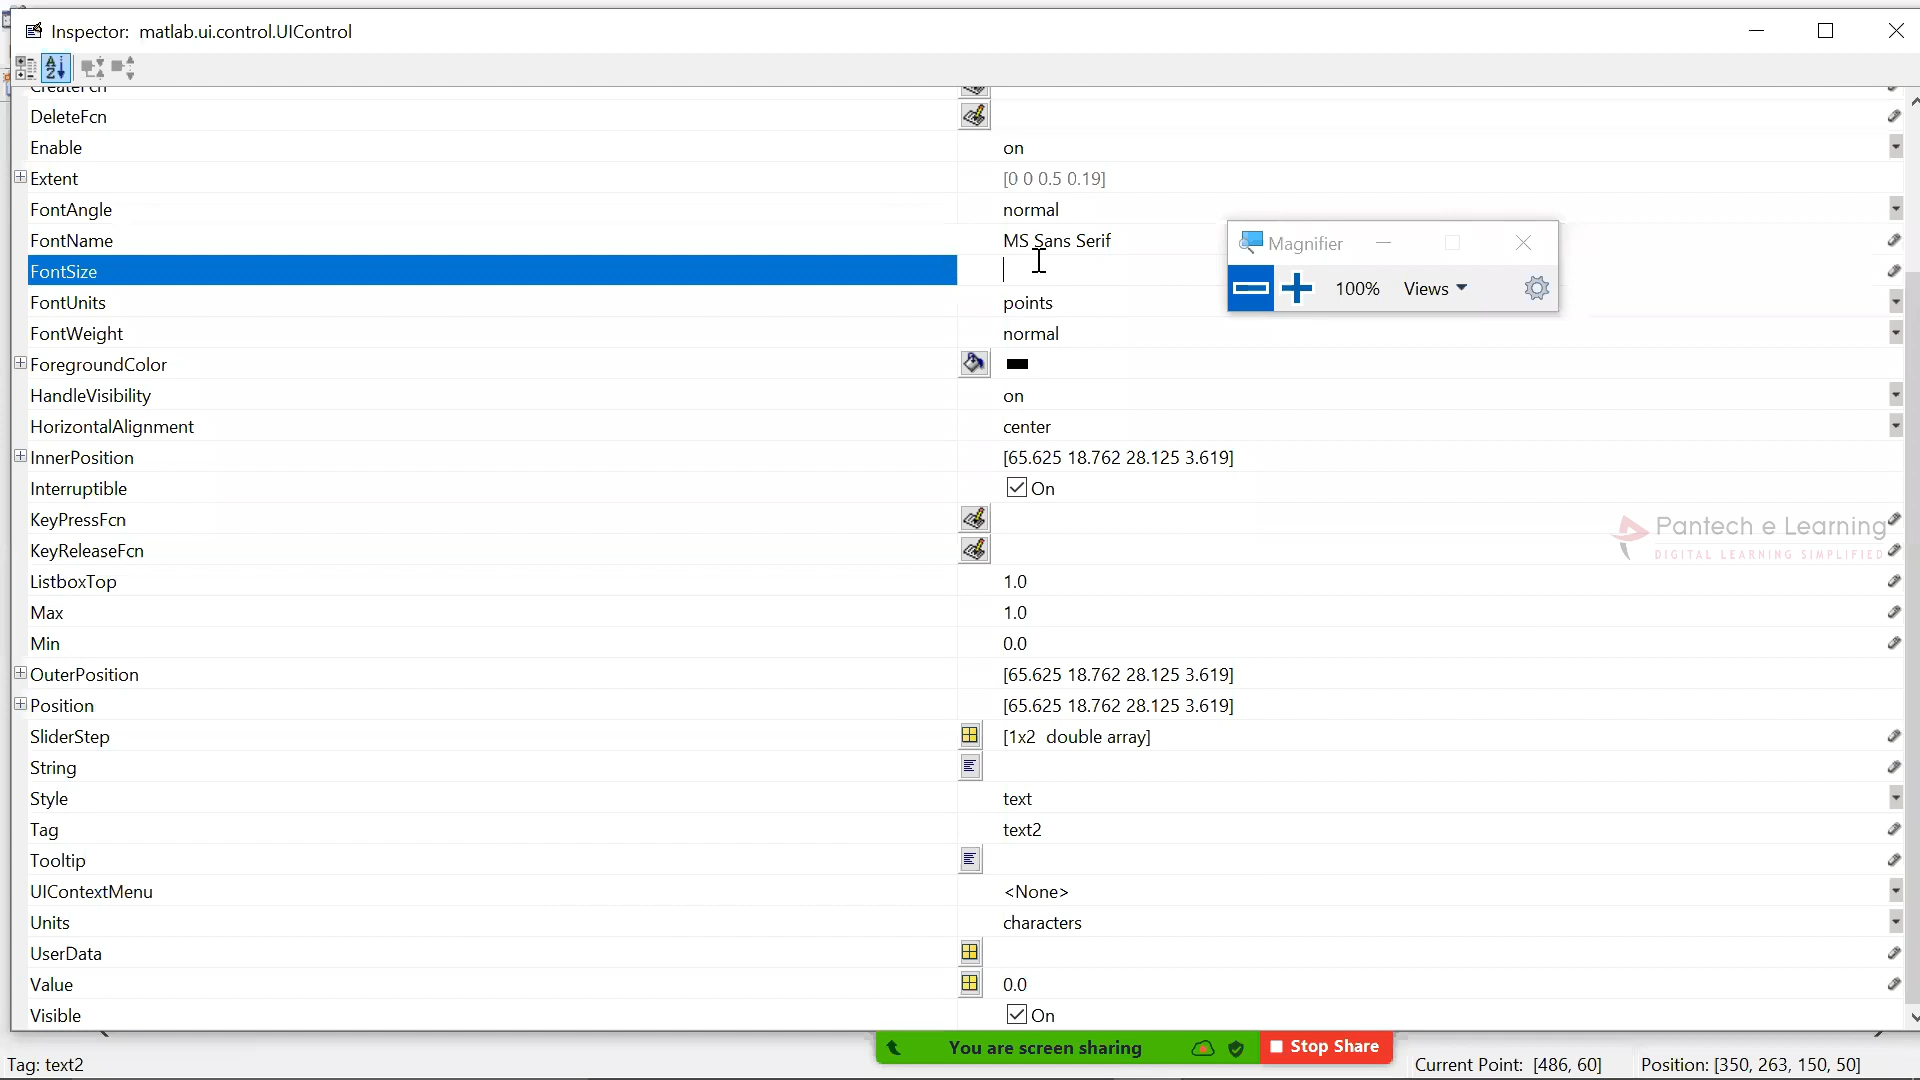 Inspector: matlab.ui.control.UIControl
CreateFcn
DeleteFcn
Enable on
Extent [0 0 0.5 0.19]
FontAngle normal
FontName MS Sans Serif
FontSize
FontUnits points
FontWeight normal
ForegroundColor
HandleVisibility on
HorizontalAlignment center
InnerPosition [65.625 18.762 28.125 3.619]
Interruptible On
KeyPressFcn
KeyReleaseFcn
ListboxTop 1.0
Max 1.0
Min 0.0
OuterPosition [65.625 18.762 28.125 3.619]
Position [65.625 18.762 28.125 3.619]
SliderStep [1x2 double array]
String
Style text
Tag text2
Tooltip
UIContextMenu <None>
Units characters
UserData
Value 0.0
Visible On
Magnifier
100% Views
Pantech e Learning
DIGITAL LEARNING SIMPLIFIED
You are screen sharing Stop Share
Tag: text2 Current Point: [486, 60] Position: [350, 263, 150, 50]